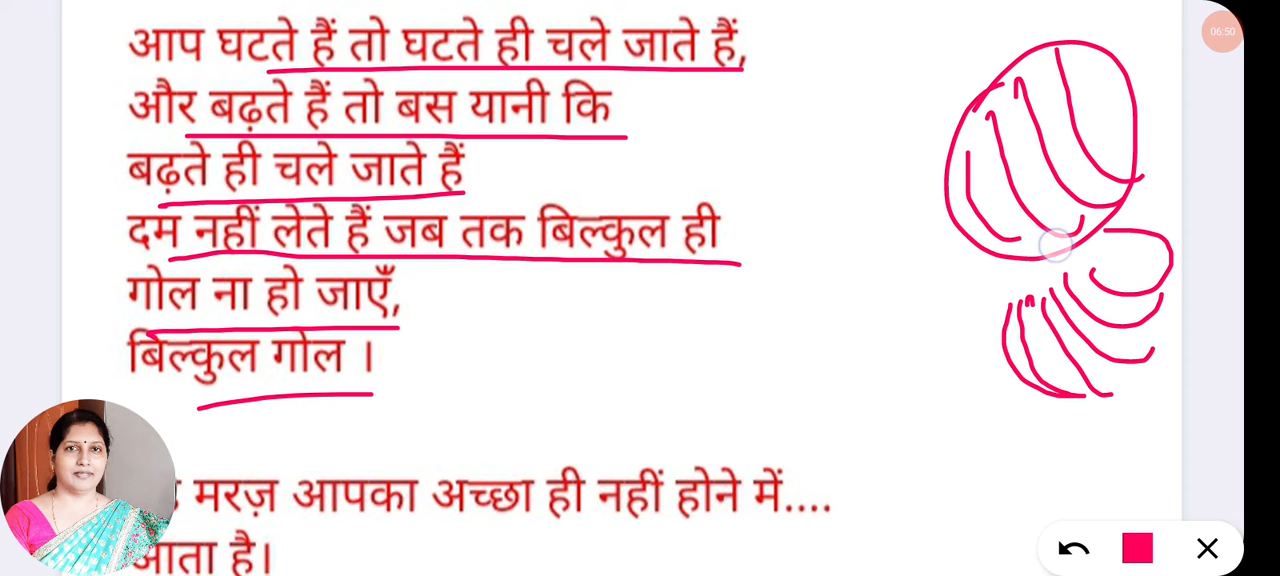 06:50
आप घटते हैं तो घटते ही चले जाते हैं,
और बढ़ते हैं तो बस यानी कि
बढ़ते ही चले जाते हैं
दम नहीं लेते हैं जब तक बिल्कुल ही
गोल ना हो जाएँ,
बिल्कुल गोल ।
मरज़ आपका अच्छा ही नहीं होने में....
आता है।